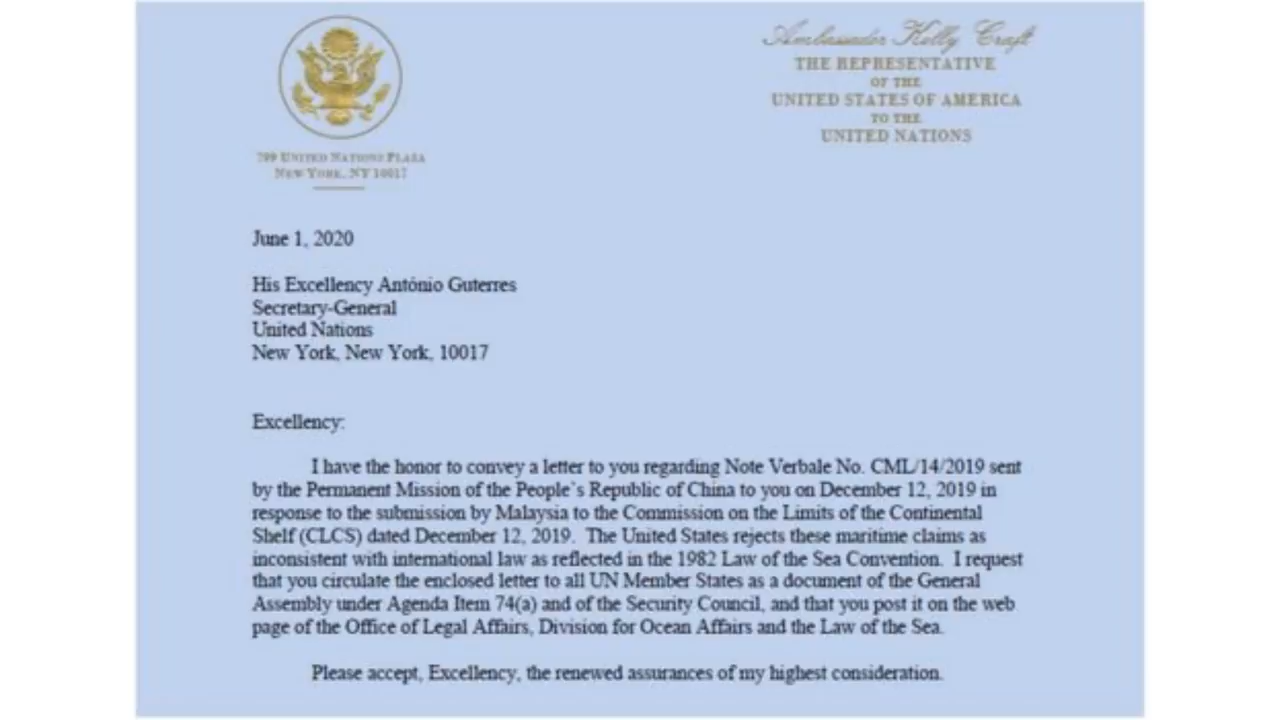 Ambassador Kelly Craft
THE REPRESENTATIVE
OF THE
UNITED STATES OF AMERICA
TO THE
UNITED NATIONS
799 UNITED NATIONS PLAZA
NEW YORK, NY 10017
June 1, 2020
His Excellency António Guterres
Secretary-General
United Nations
New York, New York, 10017
Excellency:
I have the honor to convey a letter to you regarding Note Verbale No. CML/14/2019 sent
by the Permanent Mission of the People's Republic of China to you on December 12, 2019 in
response to the submission by Malaysia to the Commission on the Limits of the Continental
Shelf (CLCS) dated December 12, 2019. The United States rejects these maritime claims as
inconsistent with international law as reflected in the 1982 Law of the Sea Convention. I request
that you circulate the enclosed letter to all UN Member States as a document of the General
Assembly under Agenda Item 74(a) and of the Security Council, and that you post it on the web
page of the Office of Legal Affairs, Division for Ocean Affairs and the Law of the Sea.
Please accept, Excellency, the renewed assurances of my highest consideration.